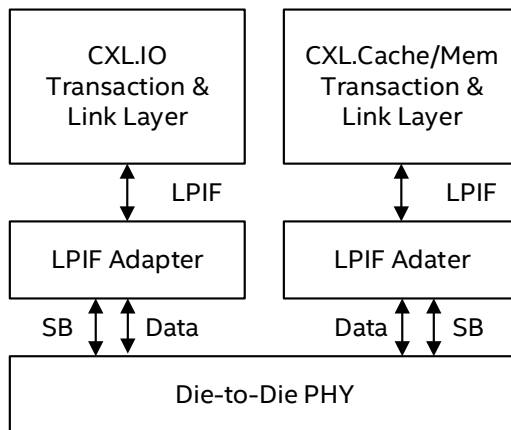 CXL.IO
Transaction &
Link Layer
CXL.Cache/Mem
Transaction &
Link Layer
LPIF
LPIF
LPIF Adapter
LPIF Adater
SB
Data
Data
SB
Die-to-Die PHY